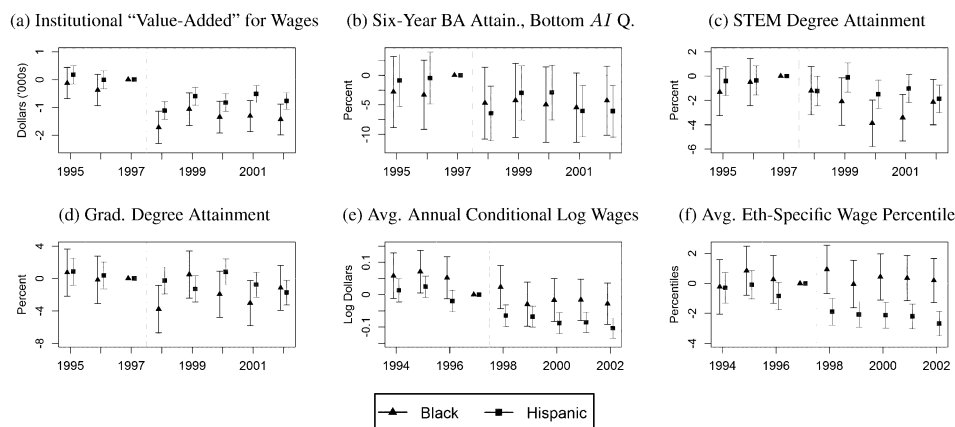 (a) Institutional “Value-Added” for Wages
(b) Six-Year BA Attain., Bottom AI Q.
(c) STEM Degree Attainment
Dollars ('000s)
1
0
-1
-2
1995 1997 1999 2001
Percent
0
-5
-10
1995 1997 1999 2001
Percent
2
0
-2
-4
-6
1995 1997 1999 2001
(d) Grad. Degree Attainment
(e) Avg. Annual Conditional Log Wages
(f) Avg. Eth-Specific Wage Percentile
Percent
4
0
-4
-8
1995 1997 1999 2001
Log Dollars
0.1
0
-0.1
1994 1996 1998 2000 2002
Percentiles
2
0
-2
-4
1994 1996 1998 2000 2002
Black Hispanic